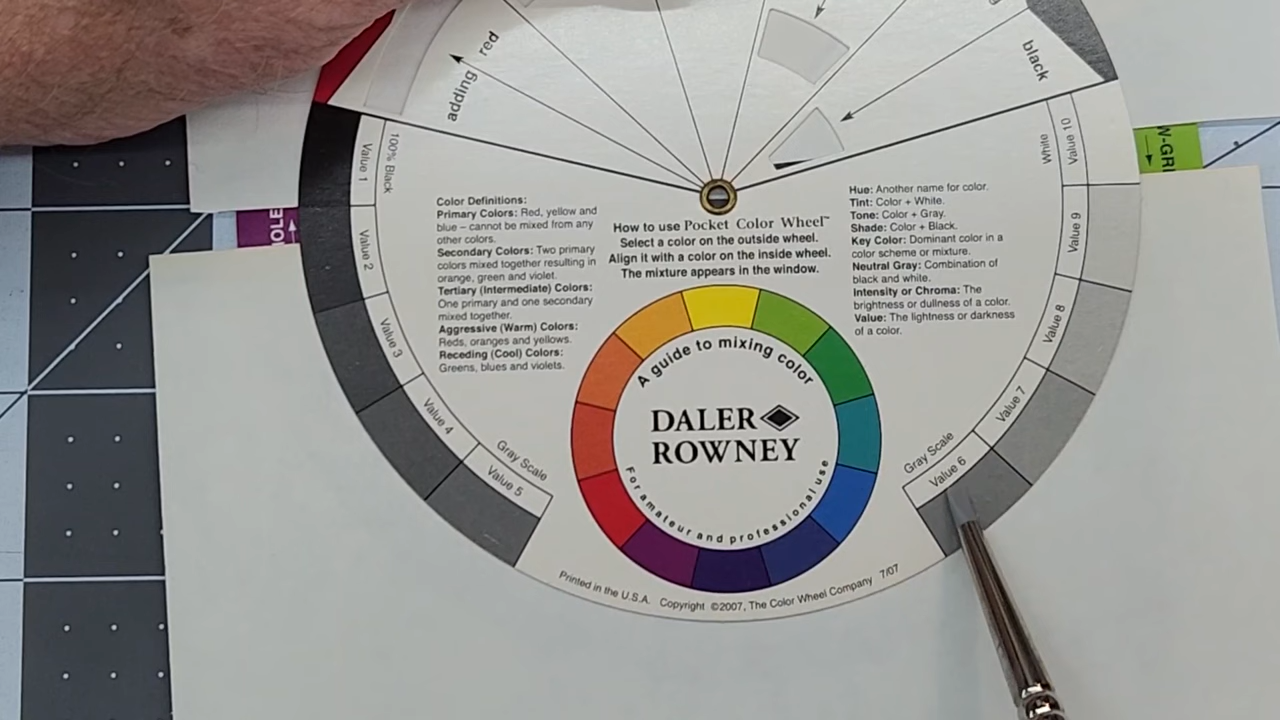 adding red
black
100% Black
Value 1
Value 2
Value 3
Value 4
Value 5
Gray Scale
White
Value 10
Value 9
Value 8
Value 7
Value 6
Gray Scale
Color Definitions:
Primary Colors: Red, yellow and
blue – cannot be mixed from any
other colors.
Secondary Colors: Two primary
colors mixed together resulting in
orange, green and violet.
Tertiary (Intermediate) Colors:
One primary and one secondary
mixed together.
Aggressive (Warm) Colors:
Reds, oranges and yellows.
Receding (Cool) Colors:
Greens, blues and violets.
How to use Pocket Color Wheel™
Select a color on the outside wheel.
Align it with a color on the inside wheel.
The mixture appears in the window.
Hue: Another name for color.
Tint: Color + White.
Tone: Color + Gray.
Shade: Color + Black.
Key Color: Dominant color in a
color scheme or mixture.
Neutral Gray: Combination of
black and white.
Intensity or Chroma: The
brightness or dullness of a color.
Value: The lightness or darkness
of a color.
A guide to mixing color
DALER
ROWNEY
For amateur and professional use
Printed in the U.S.A. Copyright ©2007, The Color Wheel Company 7/07